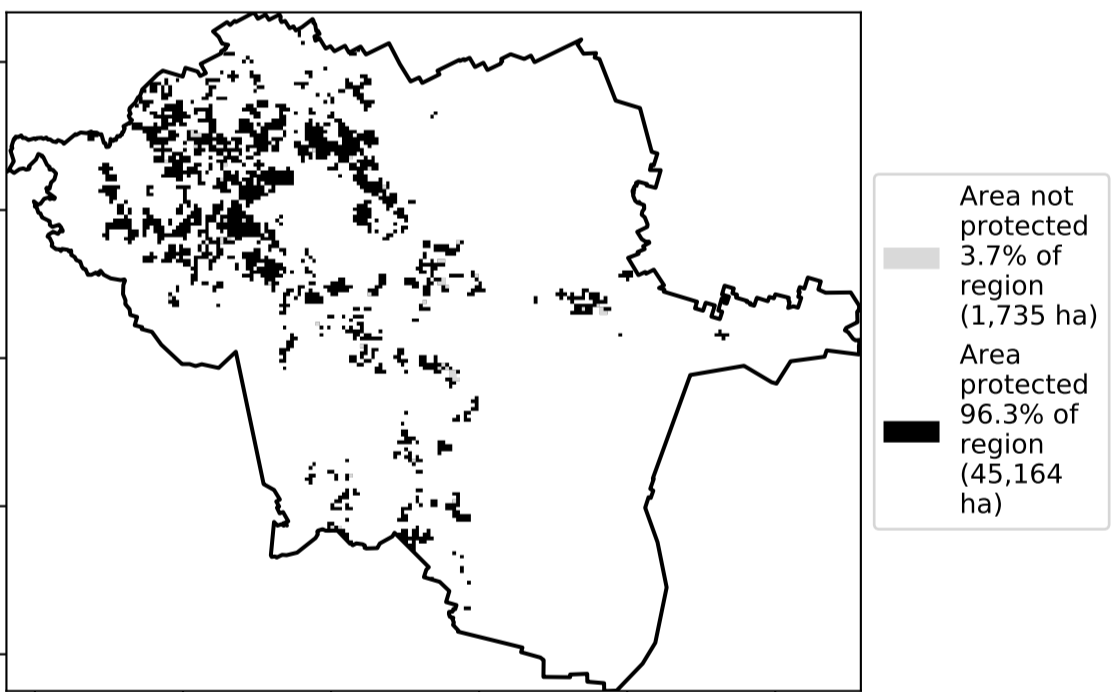 Area not
protected
3.7% of
region
(1,735 ha)
Area
protected
96.3% of
region
(45,164
ha)